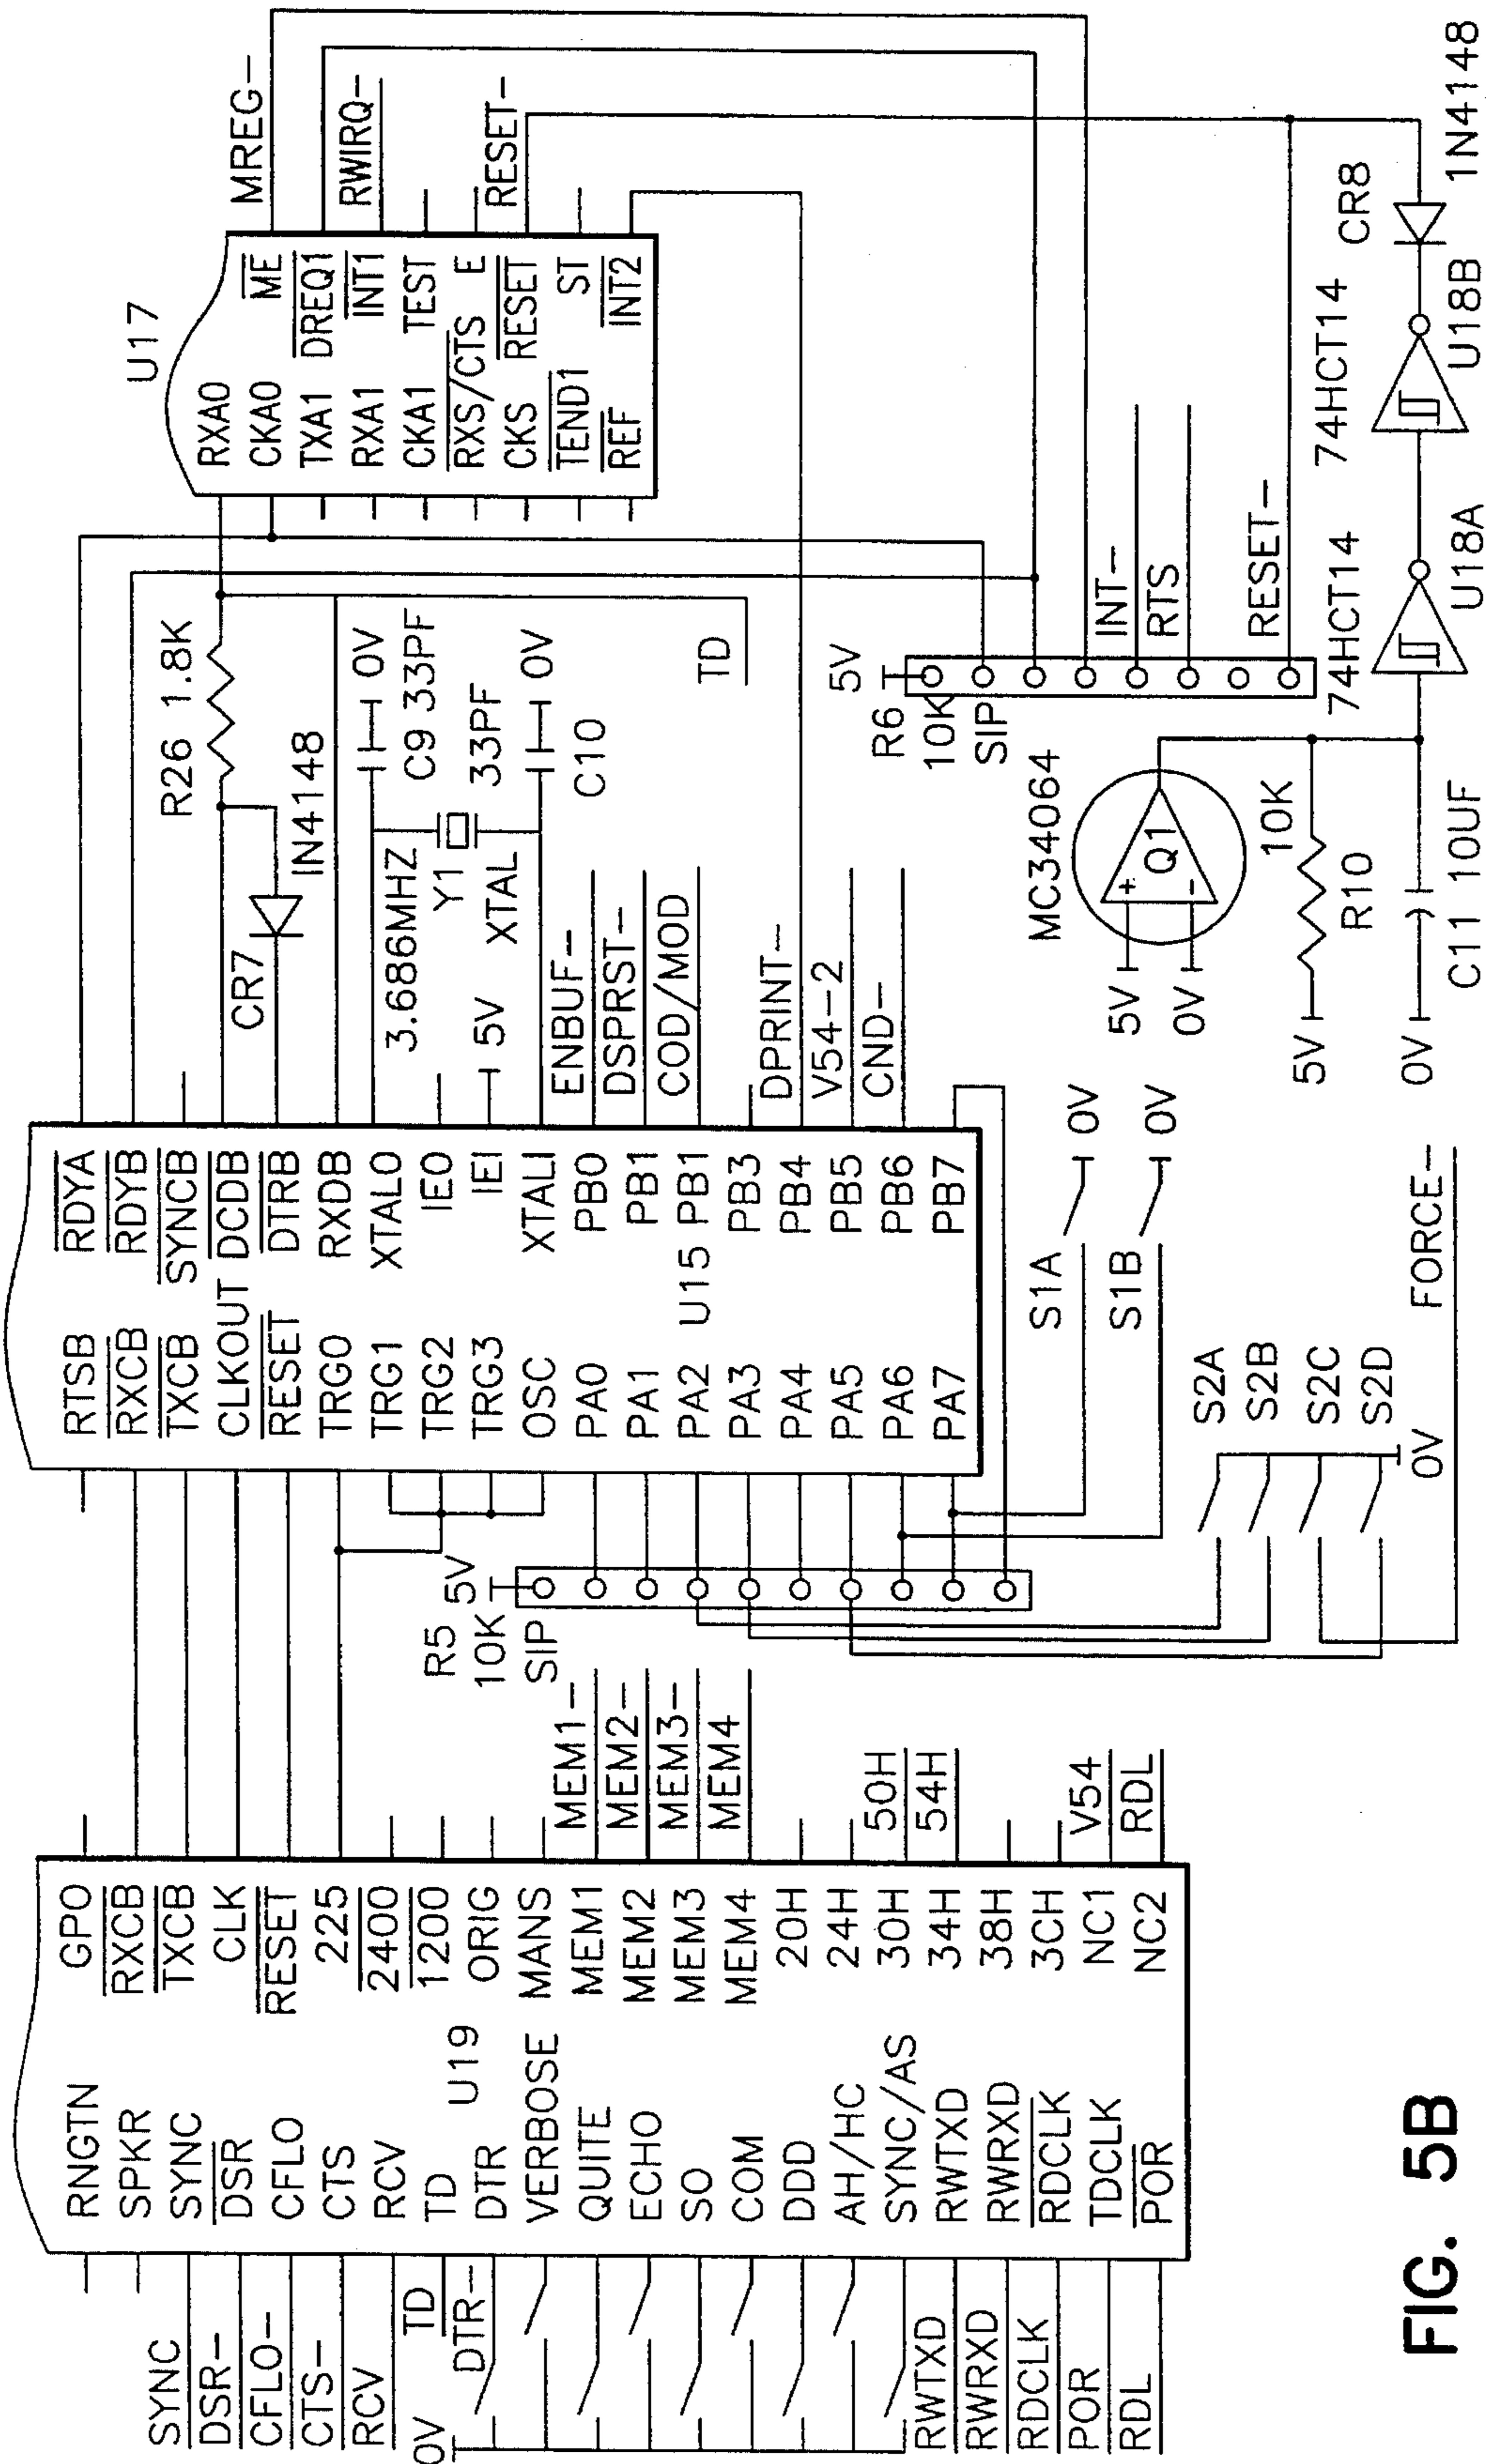 RNGTN
SPKR
SYNC
DSR
CFLO
CTS
RCV
TD
DTR
VERBOSE
QUITE
ECHO
SO
COM
DDD
AH/HC
SYNC/AS
RWTXD
RWRXD
RDCLK
TDCLK
POR
U19
GPO
RXCB
TXCB
CLK
RESET
225
2400
1200
ORIG
MANS
MEM1
MEM2
MEM3
MEM4
20H
24H
30H
34H
38H
3CH
NC1
NC2
SYNC
DSR-
CFLO-
CTS-
RCV
TD
DTR-
0V
RWTXD
RWRXD
RDCLK
POR
RDL
MEM1-
MEM2-
MEM3-
MEM4
50H
54H
V54
RDL
R5
10K
SIP
5V
RTSB
RXCB
TXCB
CLKOUT
RESET
TRG0
TRG1
TRG2
TRG3
OSC
PA0
PA1
PA2
PA3
PA4
PA5
PA6
PA7
U15
RDYA
RDYB
SYNCB
DCDB
DTRB
RXDB
XTALO
IEO
IEI
XTALI
PB0
PB1
PB1
PB3
PB4
PB5
PB6
PB7
S1A
0V
S1B
0V
S2A
S2B
S2C
S2D
0V
FORCE-
CR7
IN4148
R26 1.8K
3.686MHZ
Y1
XTAL
5V
0V
C9 33PF
33PF
0V
C10
ENBUF-
DSPRST-
COD/MOD
DPRINT-
V54-2
CND-
TD
U17
RXA0
CKA0
TXA1
RXA1
CKA1
RXS/CTS
CKS
TEND1
REF
ME
DREQ1
INT1
TEST
E
RESET
ST
INT2
MREG-
RWIRQ-
RESET-
R6
10K
SIP
5V
INT-
RTS
RESET-
MC34064
Q1
+
-
5V
0V
10K
5V
R10
0V
C11 10UF
74HCT14
U18A
74HCT14
U18B
CR8
1N4148
FIG. 5B